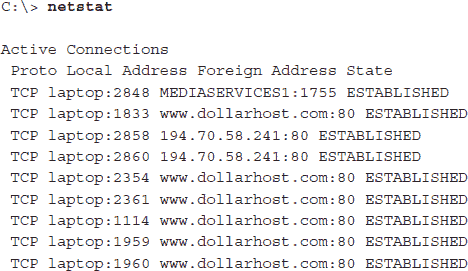 C:\> netstat
Active Connections
Proto Local Address Foreign Address State
TCP laptop:2848 MEDIASERVICES1:1755 ESTABLISHED
TCP laptop:1833 www.dollarhost.com:80 ESTABLISHED
TCP laptop:2858 194.70.58.241:80 ESTABLISHED
TCP laptop:2860 194.70.58.241:80 ESTABLISHED
TCP laptop:2354 www.dollarhost.com:80 ESTABLISHED
TCP laptop:2361 www.dollarhost.com:80 ESTABLISHED
TCP laptop:1114 www.dollarhost.com:80 ESTABLISHED
TCP laptop:1959 www.dollarhost.com:80 ESTABLISHED
TCP laptop:1960 www.dollarhost.com:80 ESTABLISHED